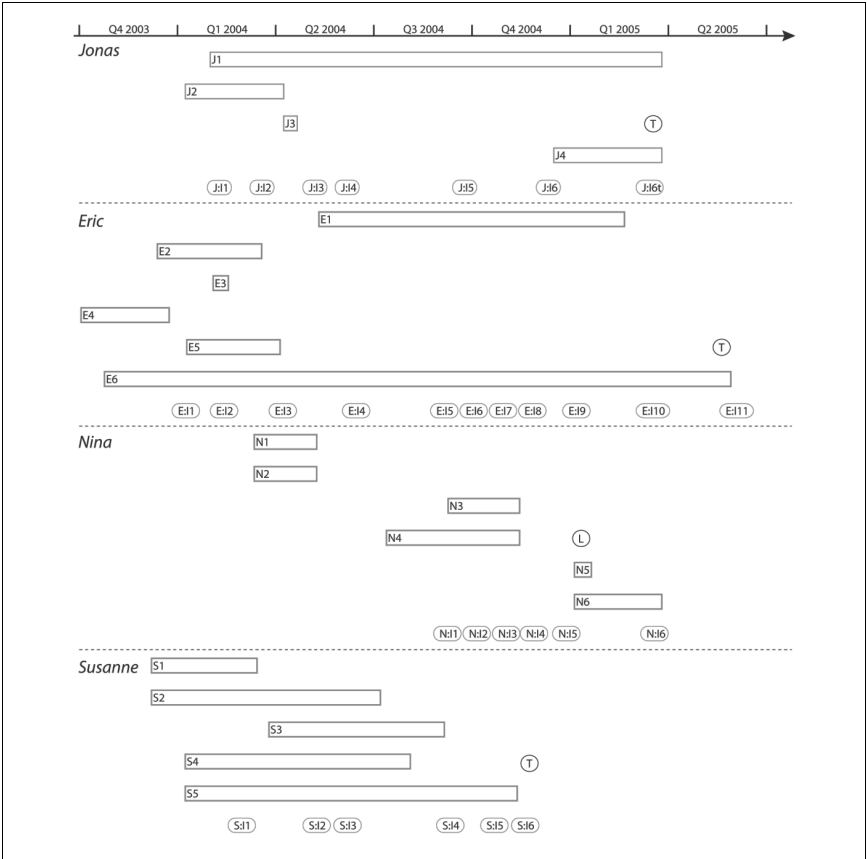 Q4 2003 Q1 2004 Q2 2004 Q3 2004 Q4 2004 Q1 2005 Q2 2005
Jonas
J1
J2
J3 T
J4
J:I1 J:I2 J:I3 J:I4 J:I5 J:I6 J:I6t
Eric
E1
E2
E3
E4
E5 T
E6
E:I1 E:I2 E:I3 E:I4 E:I5 E:I6 E:I7 E:I8 E:I9 E:I10 E:I11
Nina
N1
N2
N3
N4 L
N5
N6
N:I1 N:I2 N:I3 N:I4 N:I5 N:I6
Susanne
S1
S2
S3
S4 T
S5
S:I1 S:I2 S:I3 S:I4 S:I5 S:I6